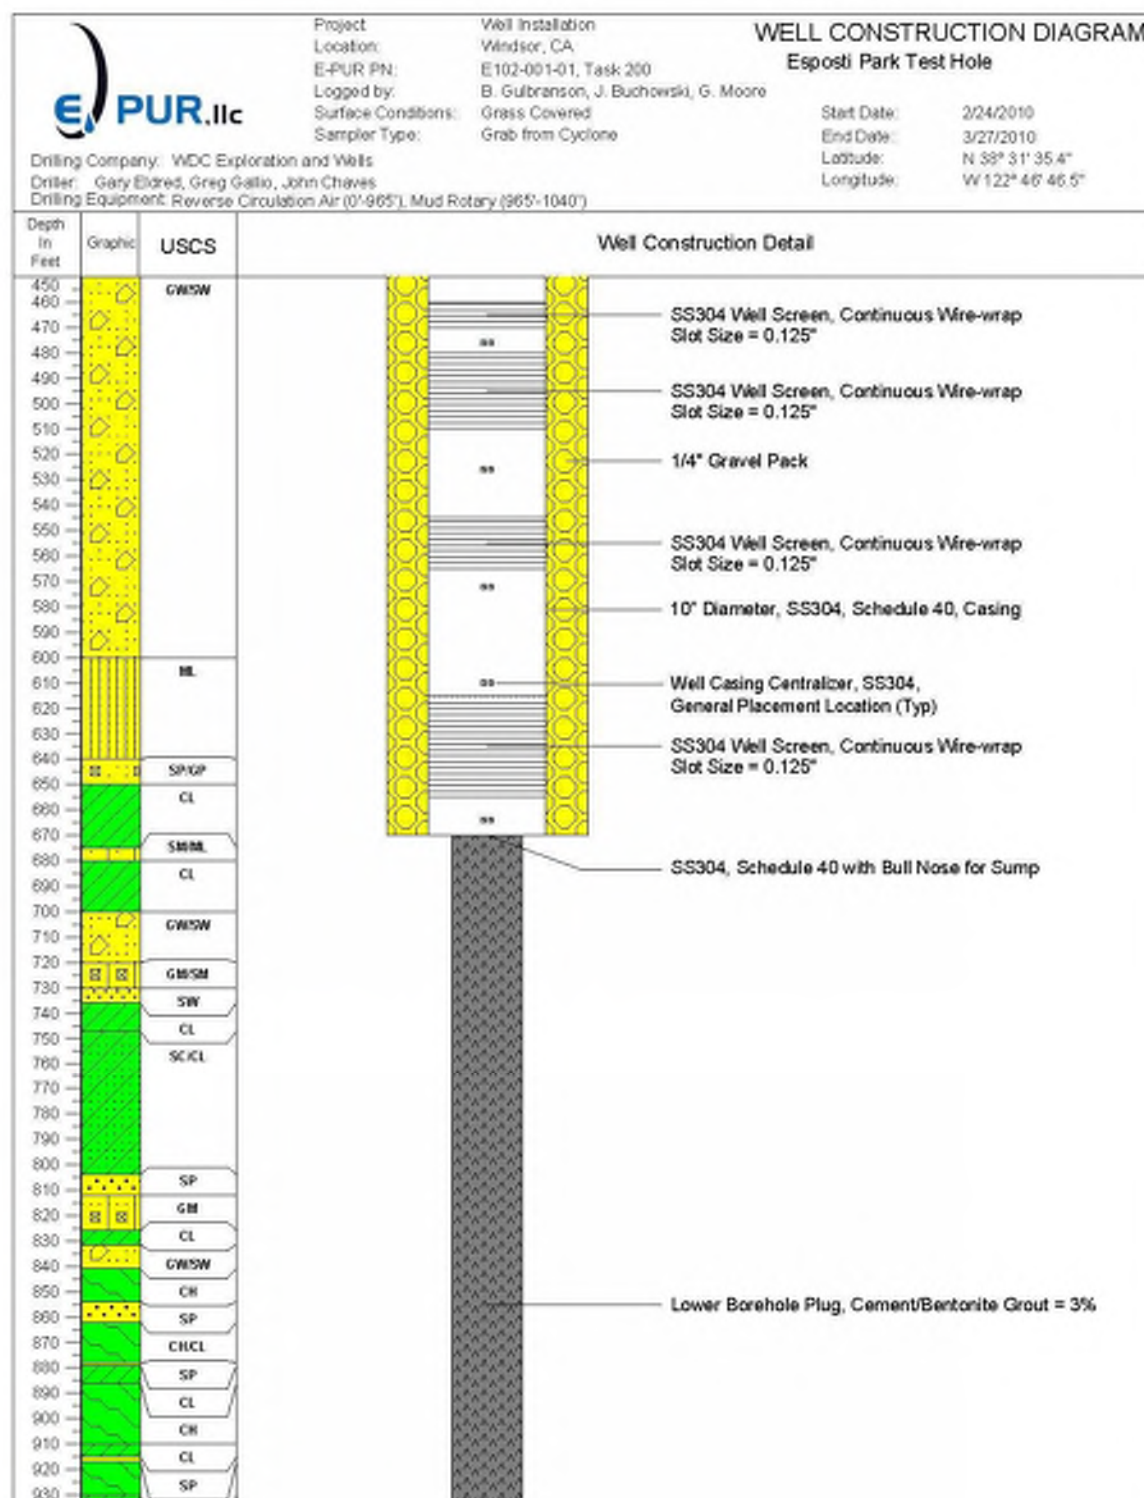 E PUR,llc
Project
Well Installation
Location:
Windsor, CA
E-PUR PN:
E102-001-01, Task 200
Logged by:
B. Gulbranson, J. Buchowski, G. Moore
Surface Conditions:
Grass Covered
Sampler Type:
Grab from Cyclone
WELL CONSTRUCTION DIAGRAM
Esposti Park Test Hole
Start Date:
2/24/2010
End Date:
3/27/2010
Latitude:
N 38° 31' 35.4"
Longitude:
W 122° 46' 46.5"
Drilling Company: WDC Exploration and Wells
Driller: Gary Eldred, Greg Gallio, John Chaves
Drilling Equipment: Reverse Circulation Air (0'-965'), Mud Rotary (965'-1040')
Depth
In
Feet
Graphic
USCS
Well Construction Detail
450
460
470
480
490
500
510
520
530
540
550
560
570
580
590
600
610
620
630
640
650
660
670
680
690
700
710
720
730
740
750
760
770
780
790
800
810
820
830
840
850
860
870
880
890
900
910
920
930
GW/SW
ML
SP/GP
CL
SM/ML
CL
GW/SW
GM/SM
SW
CL
SC/CL
SP
GM
CL
GW/SW
CH
SP
CH/CL
SP
CL
CH
CL
SP
SS304 Well Screen, Continuous Wire-wrap
Slot Size = 0.125"
SS304 Well Screen, Continuous Wire-wrap
Slot Size = 0.125"
1/4" Gravel Pack
SS304 Well Screen, Continuous Wire-wrap
Slot Size = 0.125"
10" Diameter, SS304, Schedule 40, Casing
Well Casing Centralizer, SS304,
General Placement Location (Typ)
SS304 Well Screen, Continuous Wire-wrap
Slot Size = 0.125"
SS304, Schedule 40 with Bull Nose for Sump
Lower Borehole Plug, Cement/Bentonite Grout = 3%